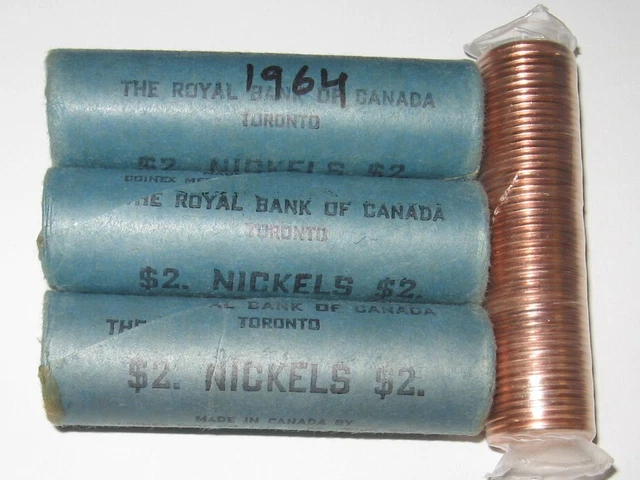 1964
THE ROYAL BANK OF CANADA
TORONTO
$2. NICKELS $2.
THE ROYAL BANK OF CANADA
TORONTO
$2. NICKELS $2.
BANK OF CANADA
THE
TORONTO
$2. NICKELS $2.
MADE IN CANADA BY